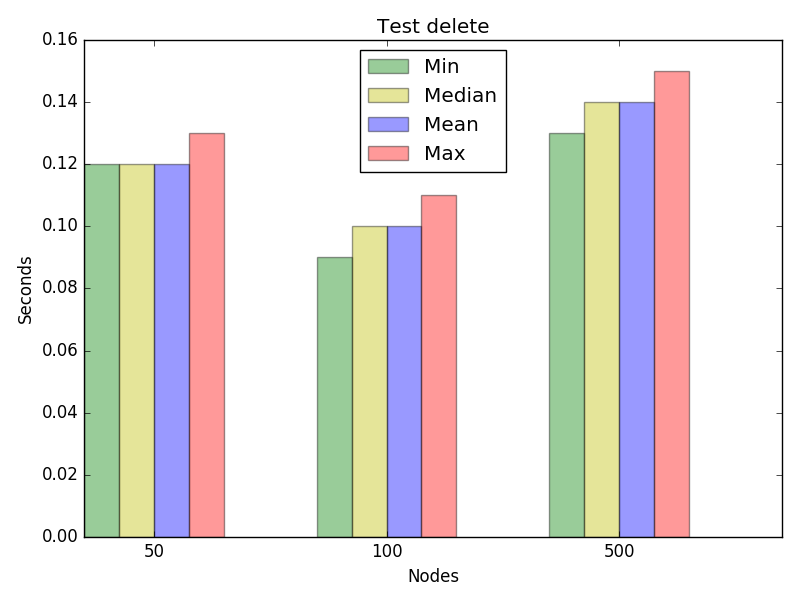 Test delete
0.16
0.14
0.12
0.10
0.08
0.06
0.04
0.02
0.00
Seconds
Min
Median
Mean
Max
50 100 500
Nodes